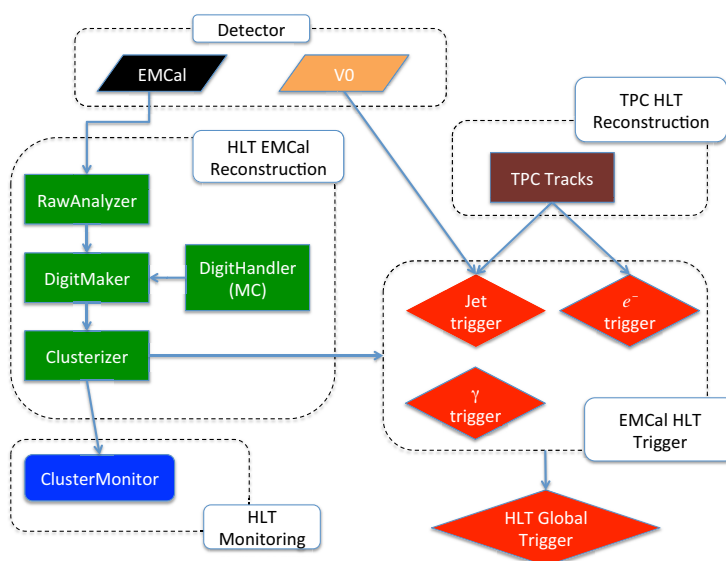 Detector
EMCal
V0
TPC HLT
Reconstruction
HLT EMCal
Reconstruction
TPC Tracks
RawAnalyzer
DigitMaker
DigitHandler
(MC)
Jet
trigger
e⁻
trigger
Clusterizer
γ
trigger
EMCal HLT
Trigger
ClusterMonitor
HLT
Monitoring
HLT Global
Trigger